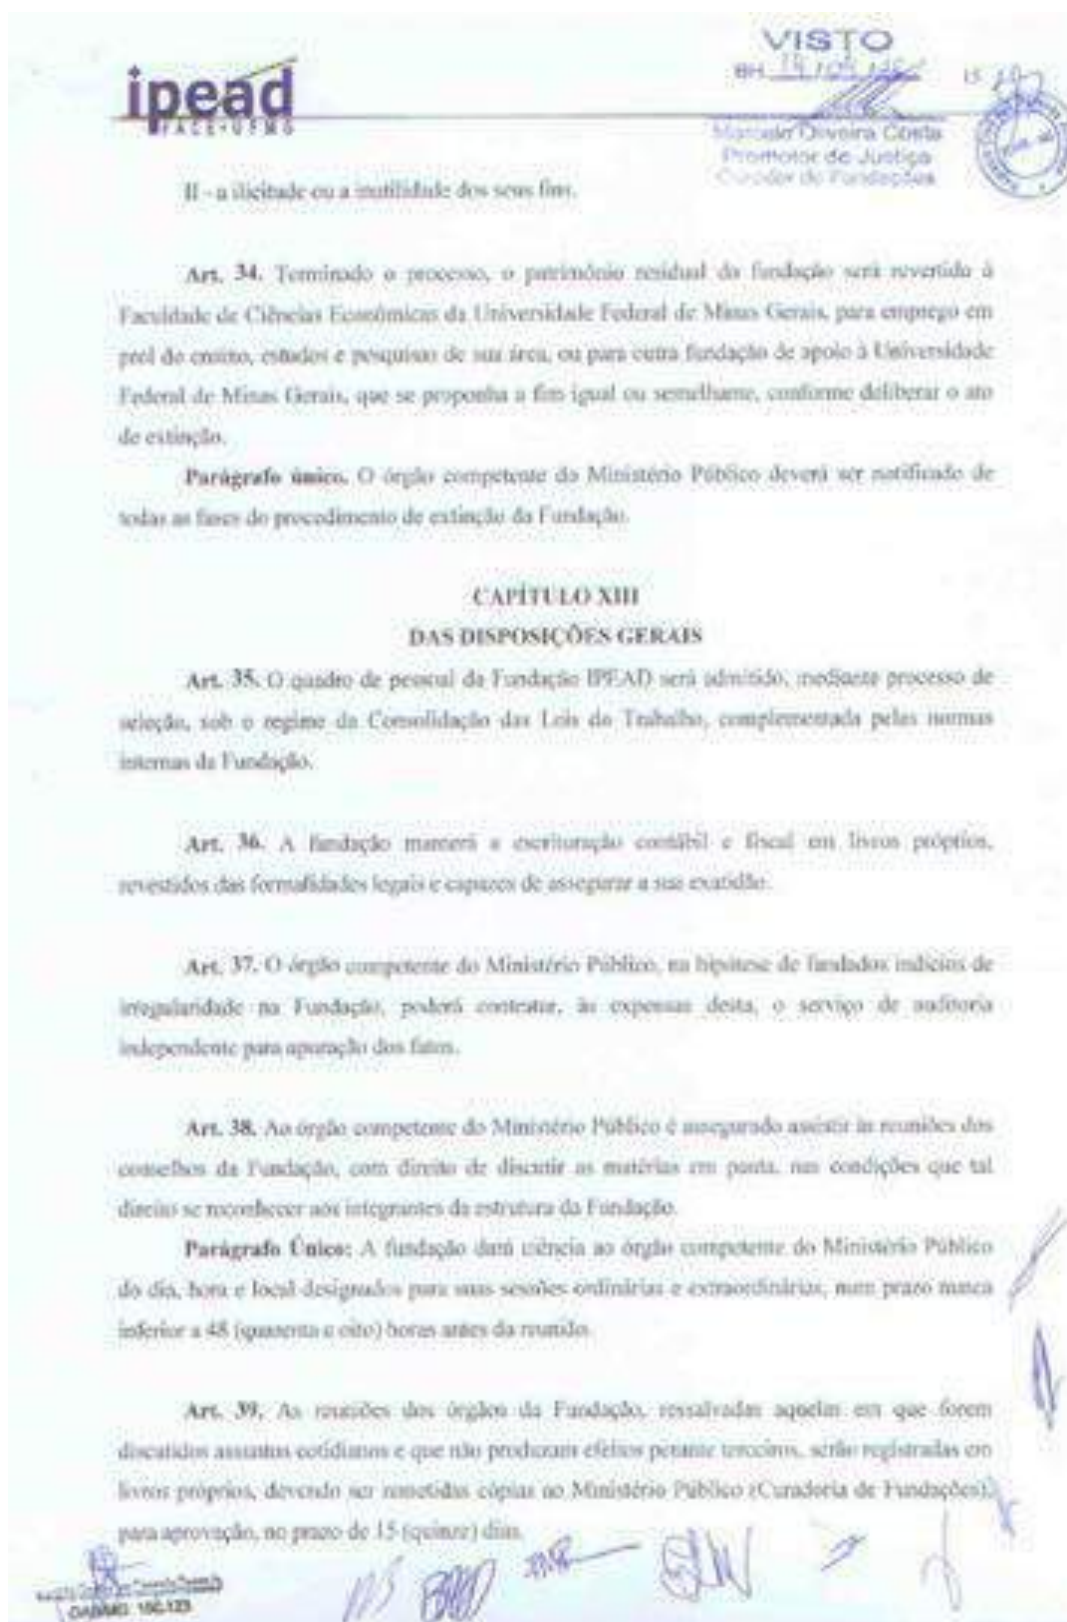 VISTO
BH
ipead
FACE-UFMG
Marcelo Oliveira Costa
Promotor de Justiça
Curador de Fundações
II - a ilicitude ou a inutilidade dos seus fins.
Art. 34. Terminado o processo, o patrimônio residual da fundação será revertido à
Faculdade de Ciências Econômicas da Universidade Federal de Minas Gerais, para emprego em
prol do ensino, estudos e pesquisas de sua área, ou para outra fundação de apoio à Universidade
Federal de Minas Gerais, que se proponha a fim igual ou semelhante, conforme deliberar o ato
de extinção.
Parágrafo único. O órgão competente do Ministério Público deverá ser notificado de
todas as fases do procedimento de extinção da Fundação.
CAPÍTULO XIII
DAS DISPOSIÇÕES GERAIS
Art. 35. O quadro de pessoal da Fundação IPEAD será admitido, mediante processo de
seleção, sob o regime da Consolidação das Leis do Trabalho, complementada pelas normas
internas da Fundação.
Art. 36. A fundação manterá a escrituração contábil e fiscal em livros próprios,
revestidos das formalidades legais e capazes de assegurar a sua exatidão.
Art. 37. O órgão competente do Ministério Público, na hipótese de fundados indícios de
irregularidade na Fundação, poderá contratar, às expensas desta, o serviço de auditoria
independente para apuração dos fatos.
Art. 38. Ao órgão competente do Ministério Público é assegurado assistir às reuniões dos
conselhos da Fundação, com direito de discutir as matérias em pauta, nas condições que tal
direito se reconhecer aos integrantes da estrutura da Fundação.
Parágrafo Único: A fundação dará ciência ao órgão competente do Ministério Público
do dia, hora e local designados para suas sessões ordinárias e extraordinárias, num prazo nunca
inferior a 48 (quarenta e oito) horas antes da reunião.
Art. 39. As reuniões dos órgãos da Fundação, ressalvadas aquelas em que forem
discutidos assuntos cotidianos e que não produzam efeitos perante terceiros, serão registradas em
livros próprios, devendo ser remetidas cópias ao Ministério Público (Curadoria de Fundações),
para aprovação, no prazo de 15 (quinze) dias.
OAB/MG